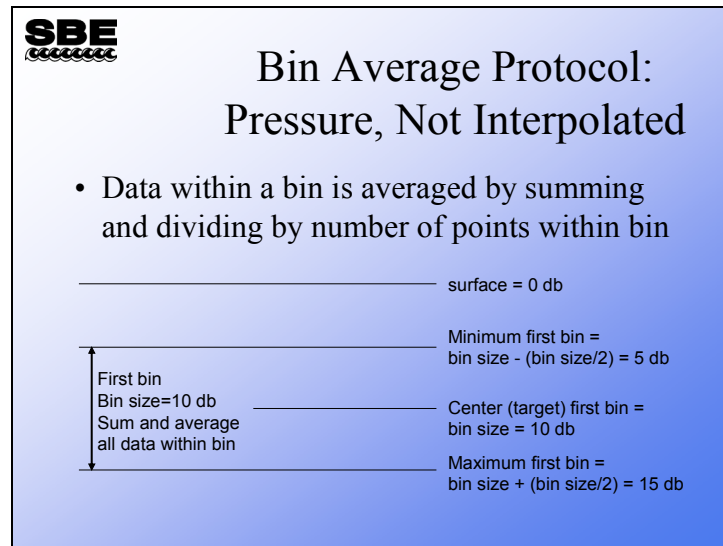 SBE
Bin Average Protocol:
Pressure, Not Interpolated
• Data within a bin is averaged by summing
and dividing by number of points within bin
surface = 0 db
Minimum first bin =
bin size - (bin size/2) = 5 db
First bin
Bin size=10 db
Sum and average
all data within bin
Center (target) first bin =
bin size = 10 db
Maximum first bin =
bin size + (bin size/2) = 15 db